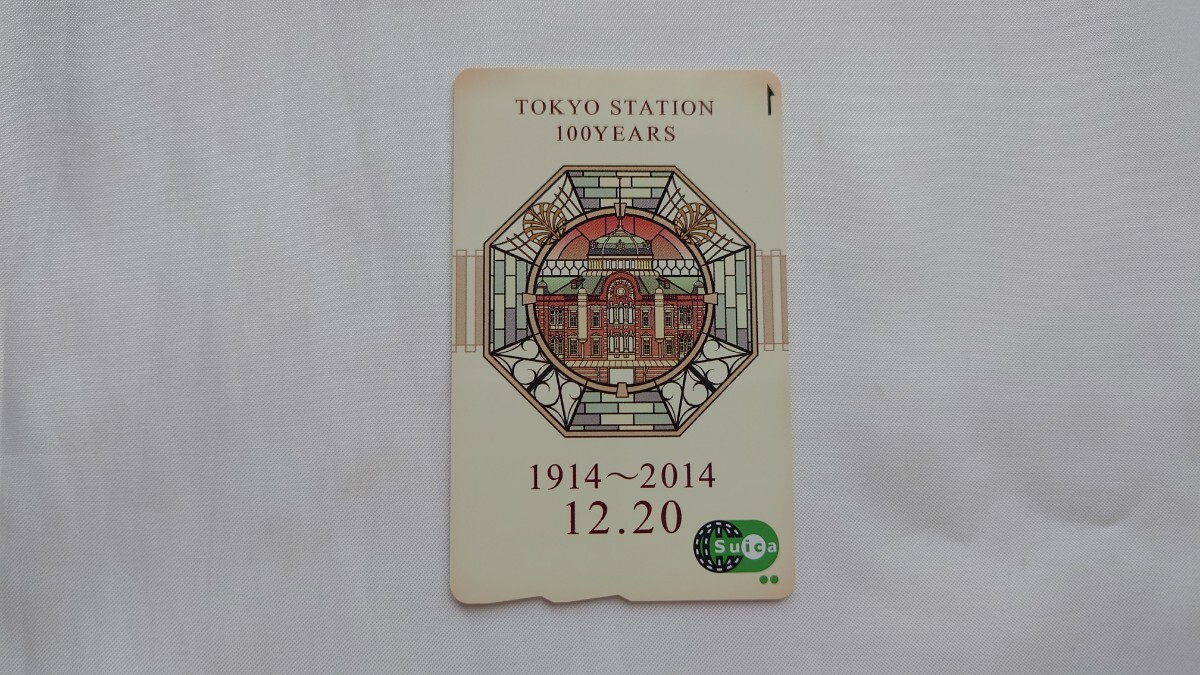 TOKYO STATION
100YEARS
1914～2014
12.20
Suica